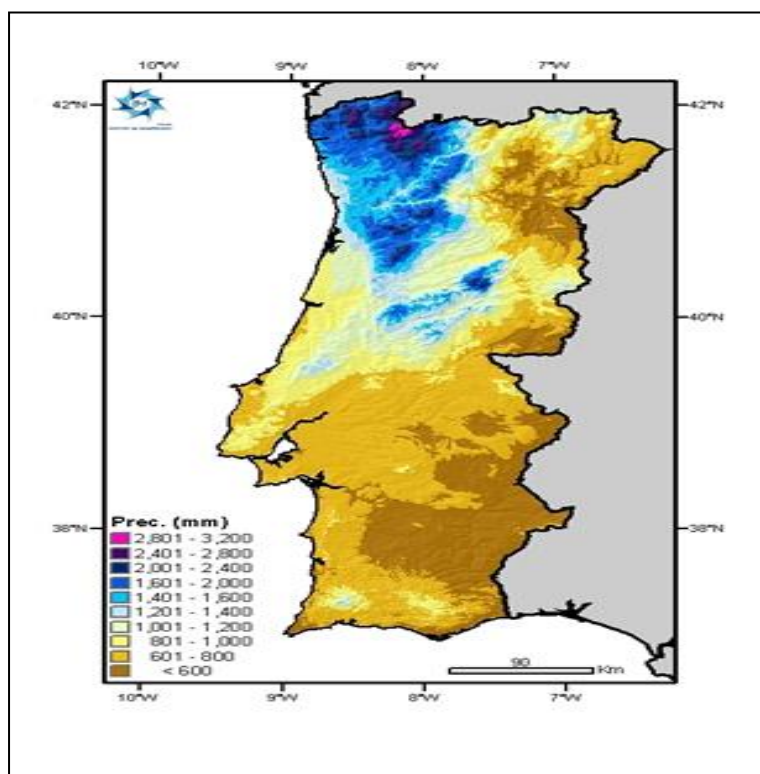 10°W 9°W 8°W 7°W
42°N 42°N
40°N 40°N
38°N 38°N
Prec. (mm)
2,801 - 3,200
2,401 - 2,800
2,001 - 2,400
1,601 - 2,000
1,401 - 1,600
1,201 - 1,400
1,001 - 1,200
801 - 1,000
601 - 800
< 600
90
Km
10°W 9°W 8°W 7°W